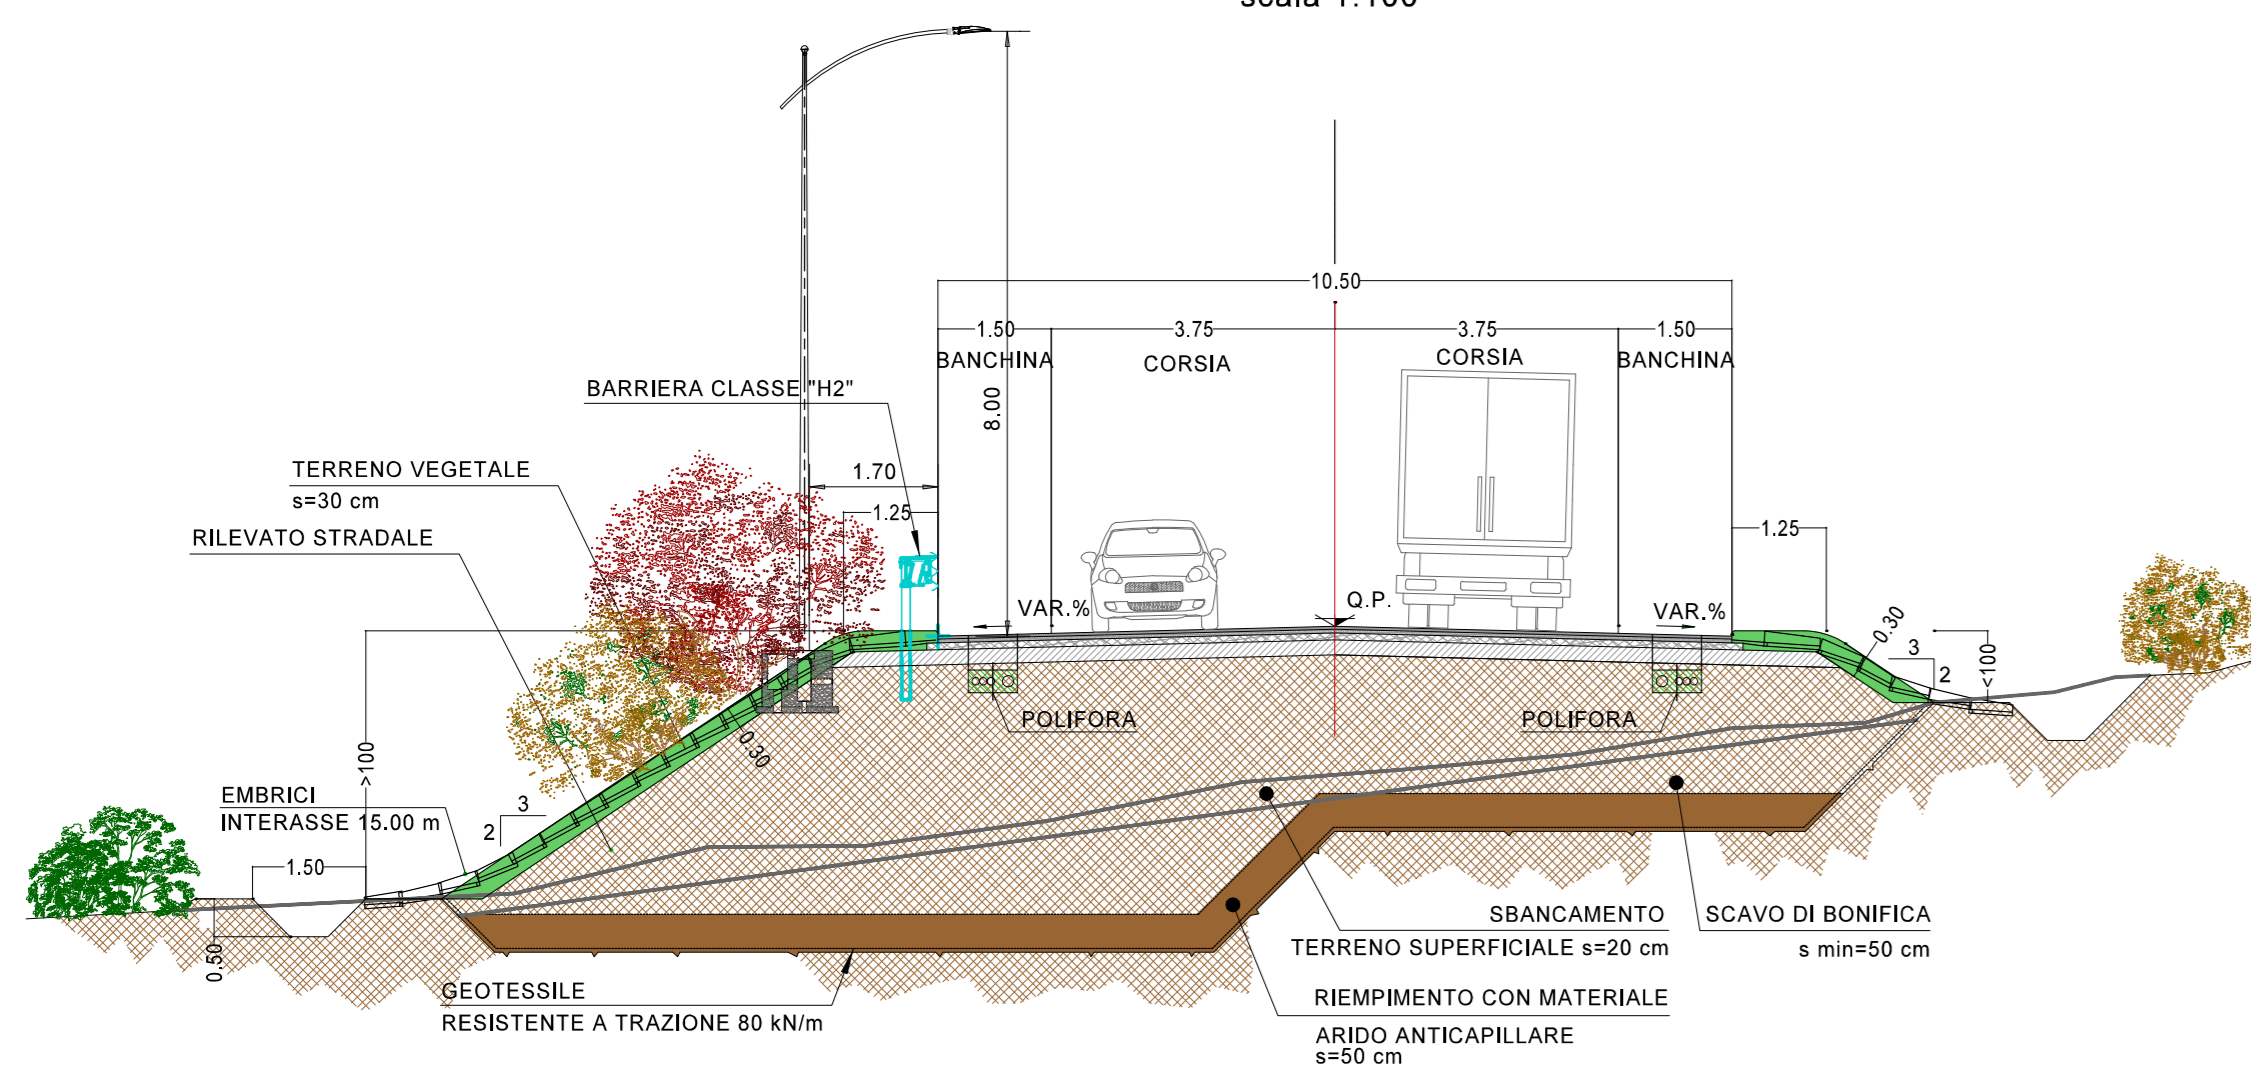 scala 1:100
10.50
1.50
3.75
3.75
1.50
BANCHINA
CORSIA
CORSIA
BANCHINA
BARRIERA CLASSE "H2"
8.00
TERRENO VEGETALE
s=30 cm
1.70
1.25
1.25
RILEVATO STRADALE
VAR.%
Q.P.
VAR.%
0.30
3
2
<100
POLIFORA
POLIFORA
0.30
>100
EMBRICI
INTERASSE 15.00 m
3
2
1.50
0.50
SBANCAMENTO
TERRENO SUPERFICIALE s=20 cm
SCAVO DI BONIFICA
s min=50 cm
GEOTESSILE
RESISTENTE A TRAZIONE 80 kN/m
RIEMPIMENTO CON MATERIALE
ARIDO ANTICAPILLARE
s=50 cm